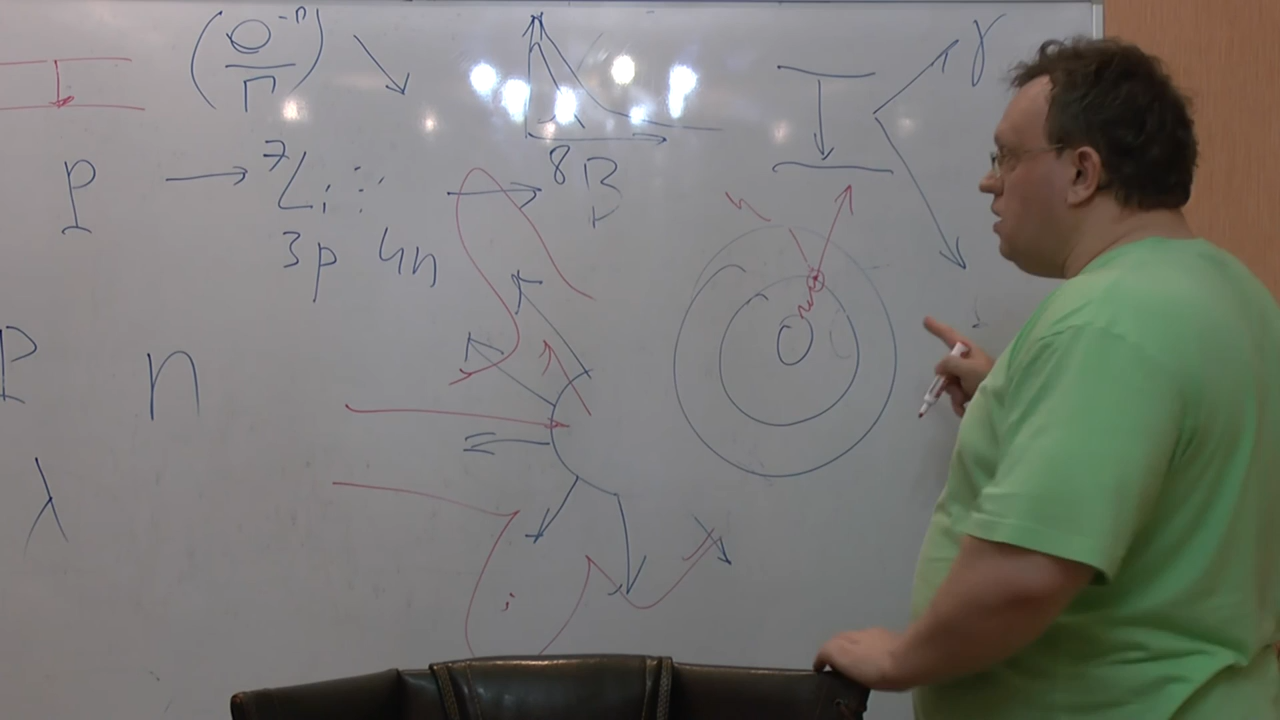 (O⁻ⁿ/n) γ
p → ⁷Li → ⁸B
3p 4n
P n
λ